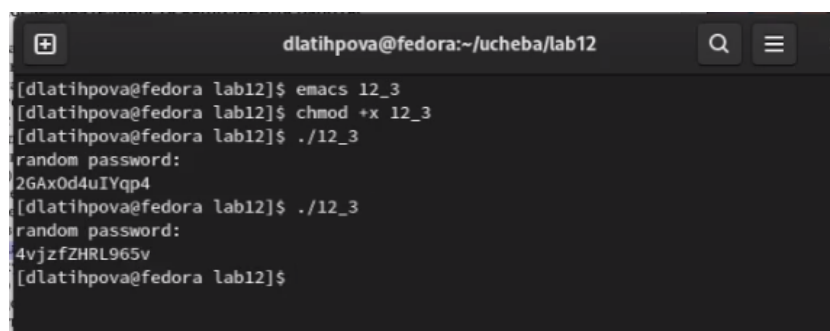 dlatihpova@fedora:~/ucheba/lab12
[dlatihpova@fedora lab12]$ emacs 12_3
[dlatihpova@fedora lab12]$ chmod +x 12_3
[dlatihpova@fedora lab12]$ ./12_3
random password:
2GAxOd4uIYqp4
[dlatihpova@fedora lab12]$ ./12_3
random password:
4vjzfZHRL965v
[dlatihpova@fedora lab12]$